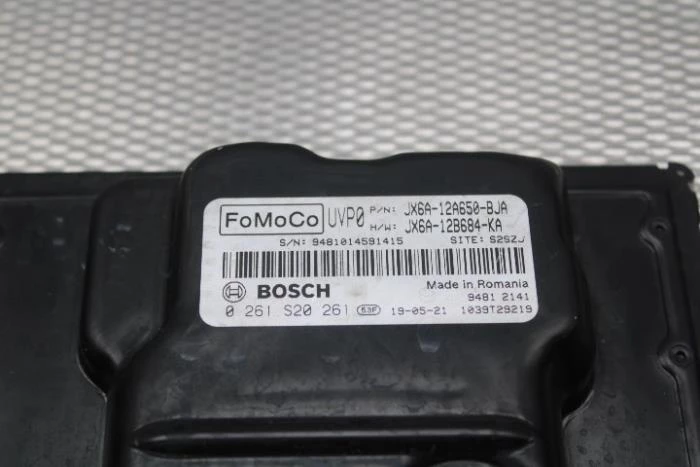 FoMoCo UVP0 P/N: JX6A-12A650-BJA
H/W: JX6A-12B684-KA
S/N: 9481014591415 SITE: S2SZJ
BOSCH Made in Romania
9481 2141
0 261 S20 261 53F 19-05-21 1039T29219